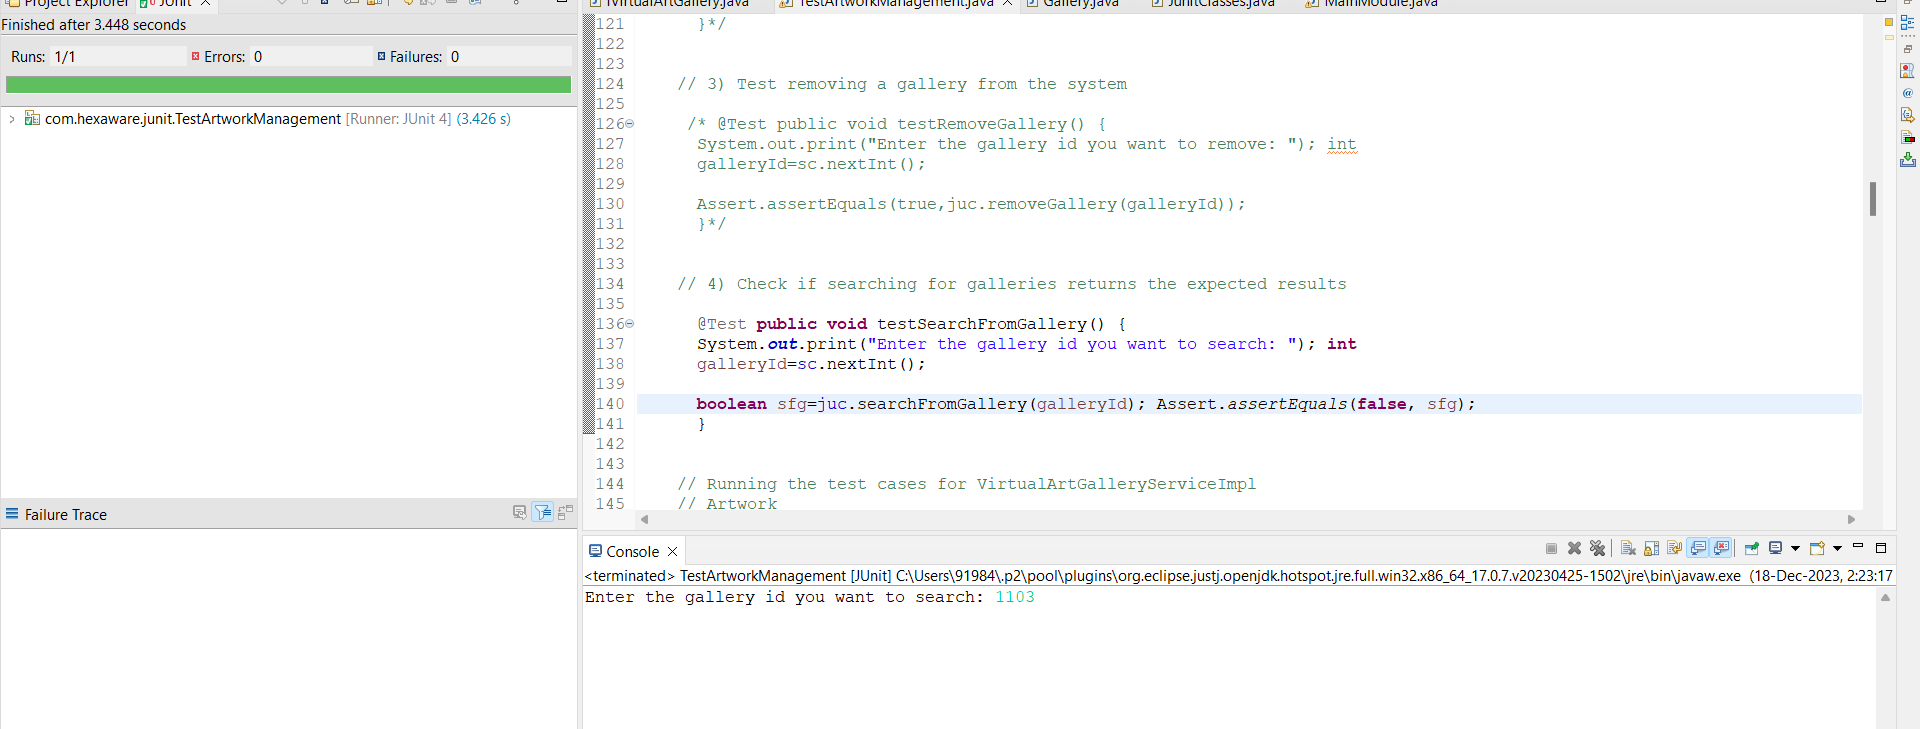 Project Explorer JUnit
Finished after 3.448 seconds
Runs: 1/1 Errors: 0 Failures: 0
com.hexaware.junit.TestArtworkManagement [Runner: JUnit 4] (3.426 s)
Failure Trace
IVirtualArtGallery.java TestArtworkManagement.java Gallery.java JunitClasses.java MainModule.java
121 }*/
122
123
124 // 3) Test removing a gallery from the system
125
126 /* @Test public void testRemoveGallery() {
127 System.out.print("Enter the gallery id you want to remove: "); int
128 galleryId=sc.nextInt();
129
130 Assert.assertEquals(true,juc.removeGallery(galleryId));
131 }*/
132
133
134 // 4) Check if searching for galleries returns the expected results
135
136 @Test public void testSearchFromGallery() {
137 System.out.print("Enter the gallery id you want to search: "); int
138 galleryId=sc.nextInt();
139
140 boolean sfg=juc.searchFromGallery(galleryId); Assert.assertEquals(false, sfg);
141 }
142
143
144 // Running the test cases for VirtualArtGalleryServiceImpl
145 // Artwork
Console
<terminated> TestArtworkManagement [JUnit] C:\Users\91984\.p2\pool\plugins\org.eclipse.justj.openjdk.hotspot.jre.full.win32.x86_64_17.0.7.v20230425-1502\jre\bin\javaw.exe (18-Dec-2023, 2:23:17
Enter the gallery id you want to search: 1103